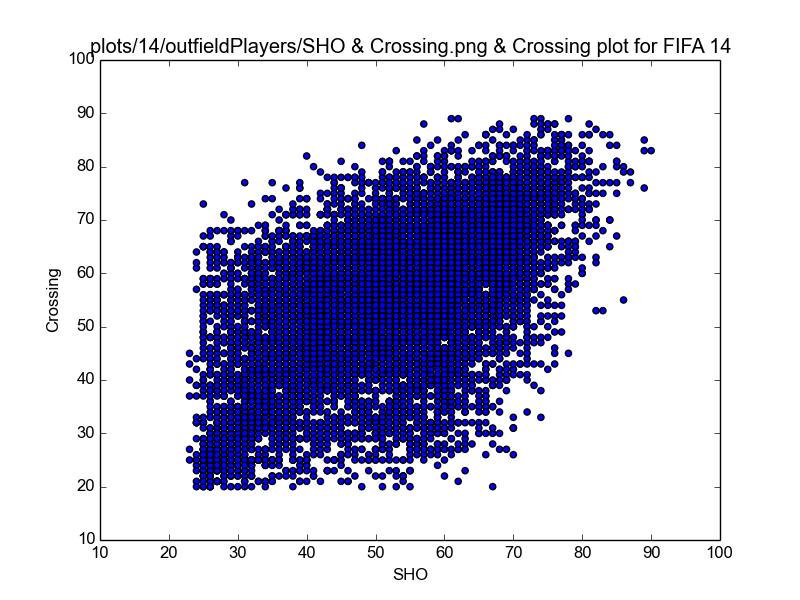 plots/14/outfieldPlayers/SHO & Crossing.png & Crossing plot for FIFA 14
100
90
80
70
60
50
40
30
20
10
Crossing
10 20 30 40 50 60 70 80 90 100
SHO